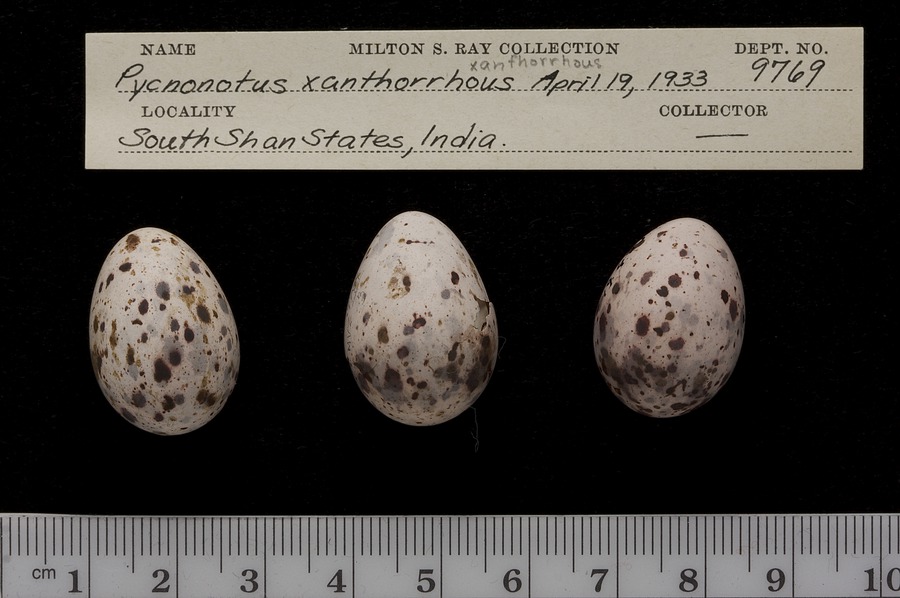 NAME MILTON S. RAY COLLECTION DEPT. NO.
xanthorrhous
Pycnonotus xanthorrhous April 19, 1933 9769
LOCALITY COLLECTOR
South Shan States, India. —
cm 1 2 3 4 5 6 7 8 9 10